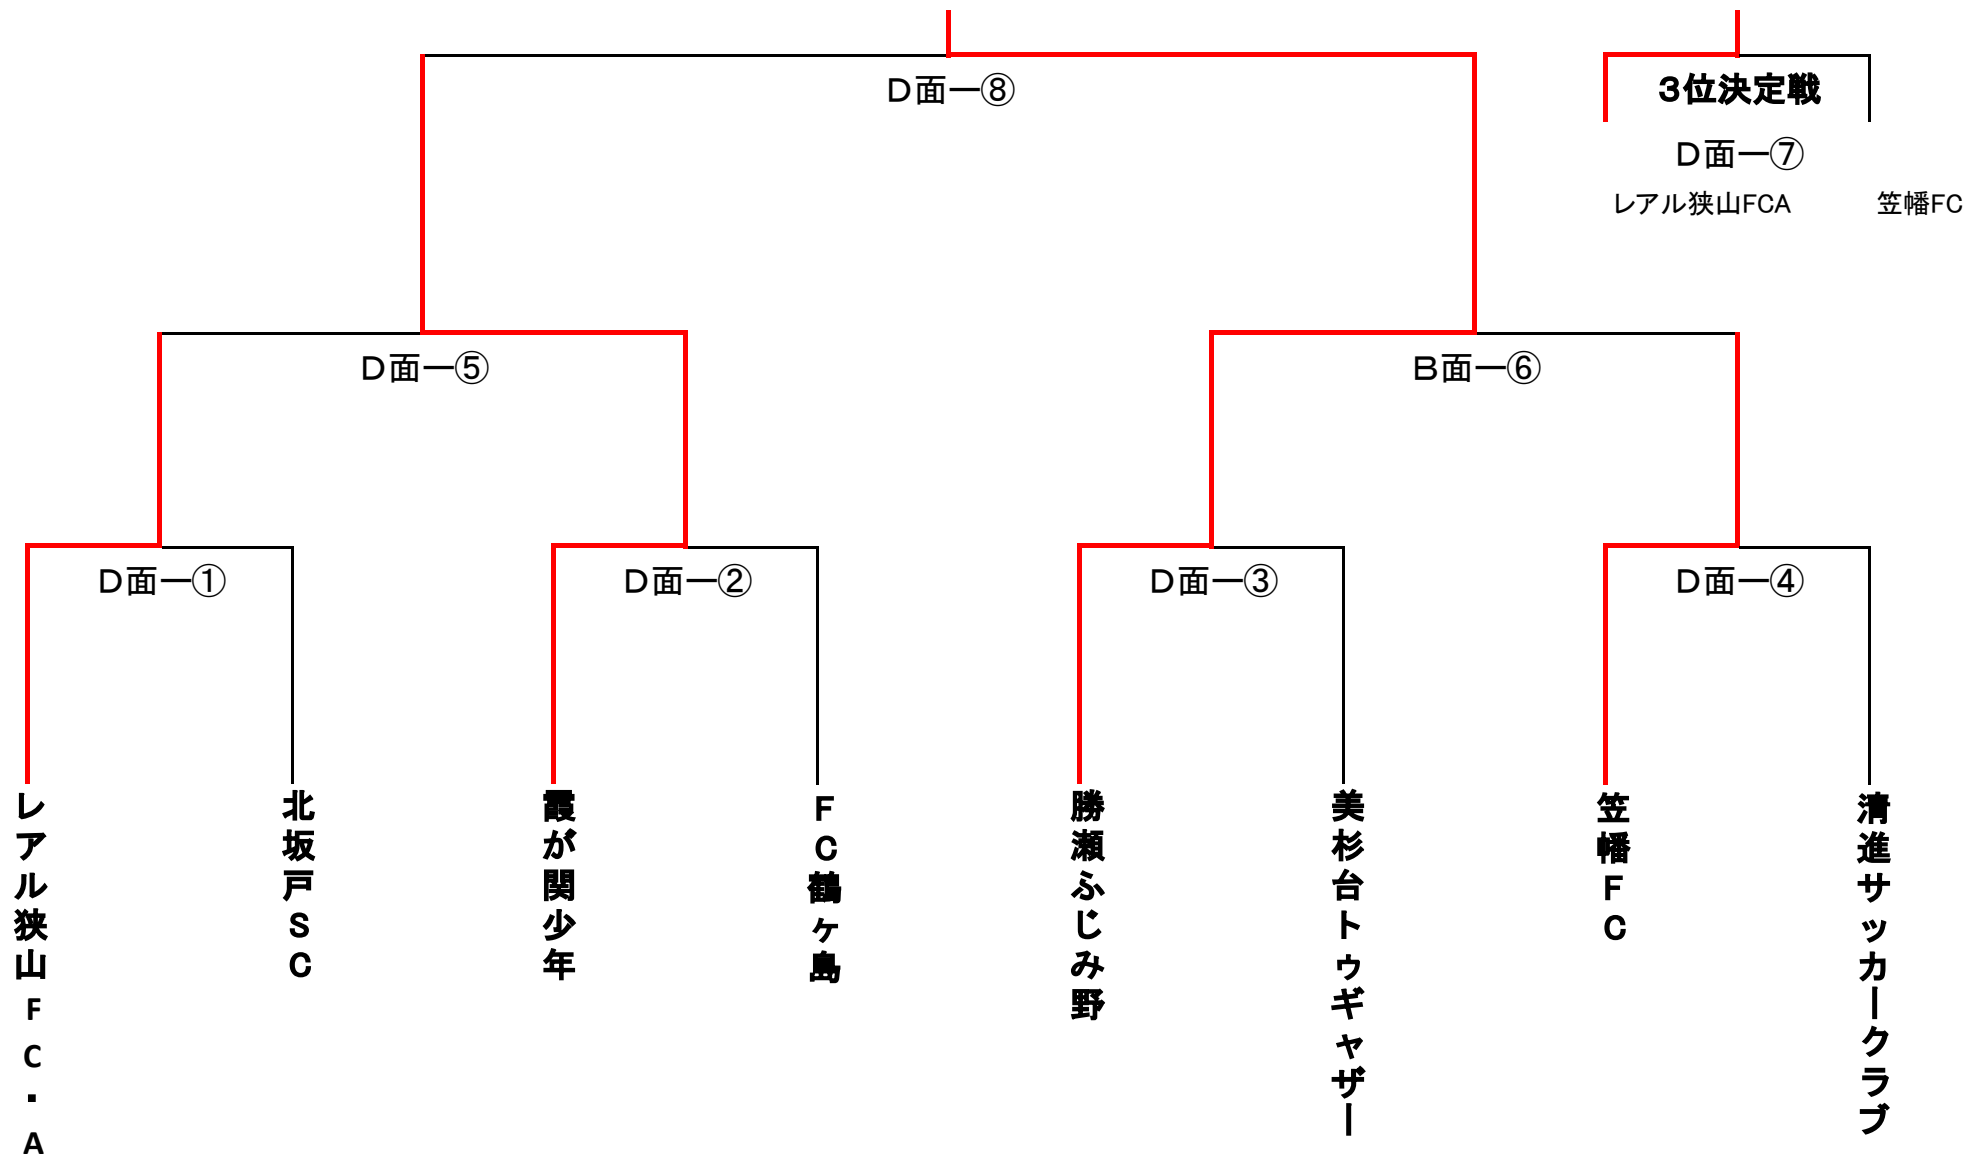 D面ー⑧
3位決定戦
D面ー⑦
レアル狭山FCA
笠幡FC
D面ー⑤
B面ー⑥
D面ー①
D面ー②
D面ー③
D面ー④
レアル狭山FC・A
北坂戸SC
霞が関少年
FC鶴ヶ島
勝瀬ふじみ野
美杉台トゥギャザー
笠幡FC
清進サッカークラブ